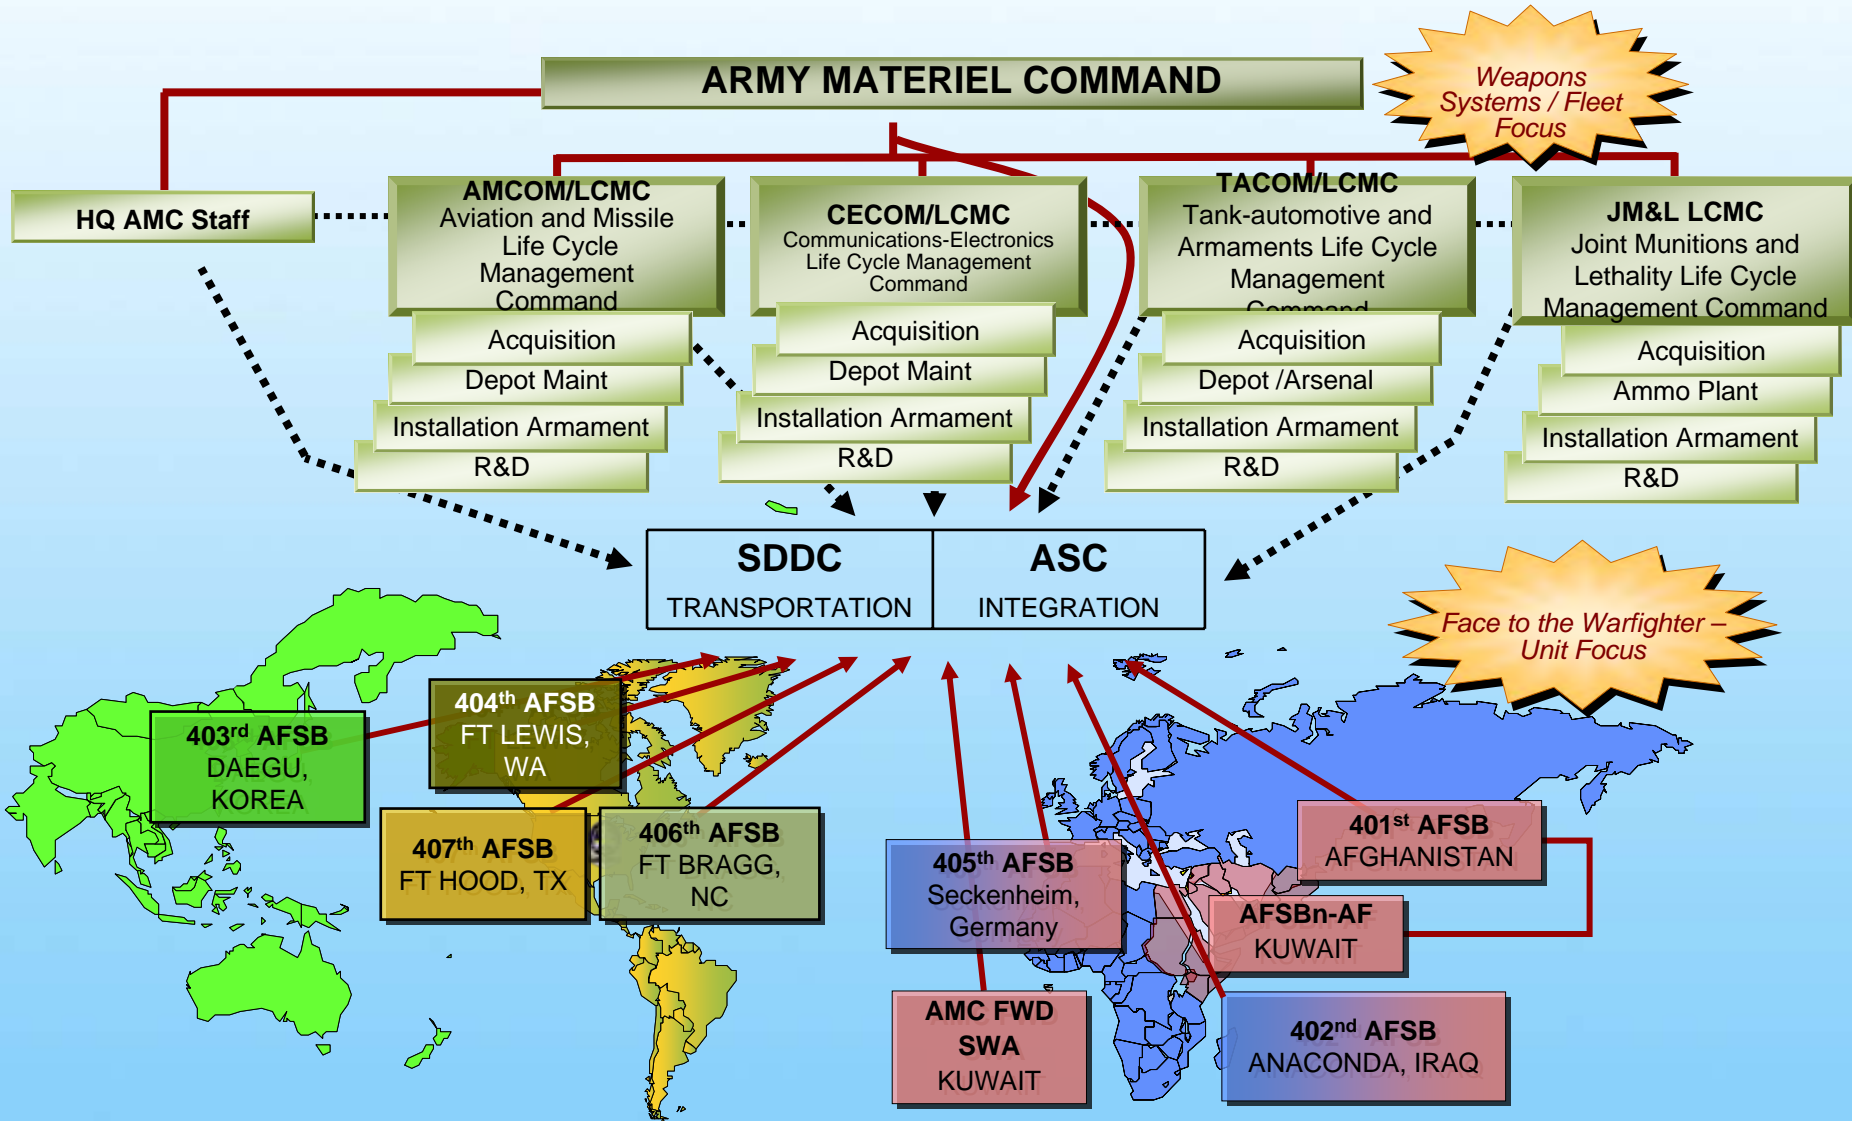 ARMY MATERIEL COMMAND
Weapons
Systems / Fleet
Focus
HQ AMC Staff
AMCOM/LCMC
Aviation and Missile
Life Cycle
Management
Command
Acquisition
Depot Maint
Installation Armament
R&D
CECOM/LCMC
Communications-Electronics
Life Cycle Management
Command
Acquisition
Depot Maint
Installation Armament
R&D
TACOM/LCMC
Tank-automotive and
Armaments Life Cycle
Management
Command
Acquisition
Depot /Arsenal
Installation Armament
R&D
JM&L LCMC
Joint Munitions and
Lethality Life Cycle
Management Command
Acquisition
Ammo Plant
Installation Armament
R&D
SDDC
TRANSPORTATION
ASC
INTEGRATION
Face to the Warfighter –
Unit Focus
403rd AFSB
DAEGU,
KOREA
404th AFSB
FT LEWIS,
WA
407th AFSB
FT HOOD, TX
406th AFSB
FT BRAGG,
NC
405th AFSB
Seckenheim,
Germany
401st AFSB
AFGHANISTAN
AFSBn-AF
KUWAIT
AMC FWD
SWA
KUWAIT
402nd AFSB
ANACONDA, IRAQ